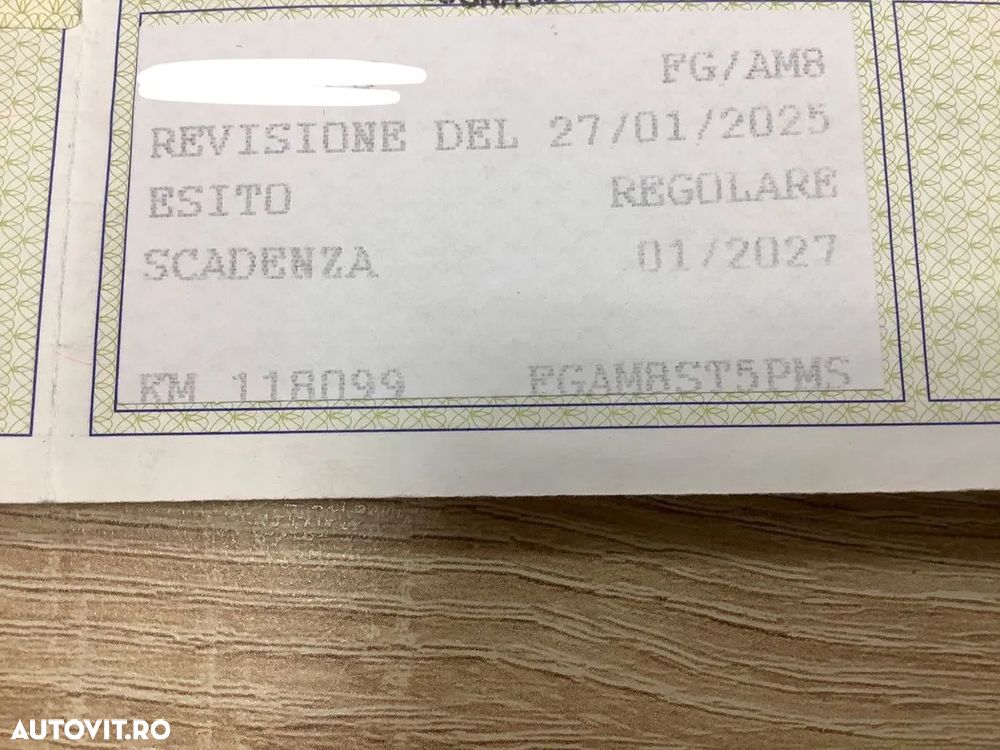 FG/AM8
REVISIONE DEL 27/01/2025
ESITO REGOLARE
SCADENZA 01/2027
KM 118099 FGAM8ST5PMS
AUTOVIT.RO